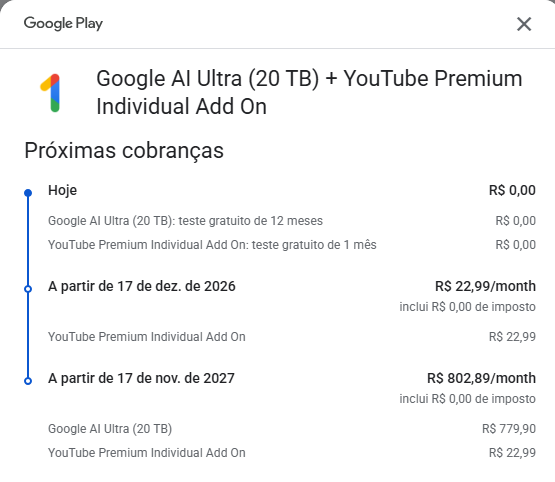 Google Play
Google AI Ultra (20 TB) + YouTube Premium
Individual Add On
Próximas cobranças
Hoje R$ 0,00
Google AI Ultra (20 TB): teste gratuito de 12 meses R$ 0,00
YouTube Premium Individual Add On: teste gratuito de 1 mês R$ 0,00
A partir de 17 de dez. de 2026 R$ 22,99/month
inclui R$ 0,00 de imposto
YouTube Premium Individual Add On R$ 22,99
A partir de 17 de nov. de 2027 R$ 802,89/month
inclui R$ 0,00 de imposto
Google AI Ultra (20 TB) R$ 779,90
YouTube Premium Individual Add On R$ 22,99